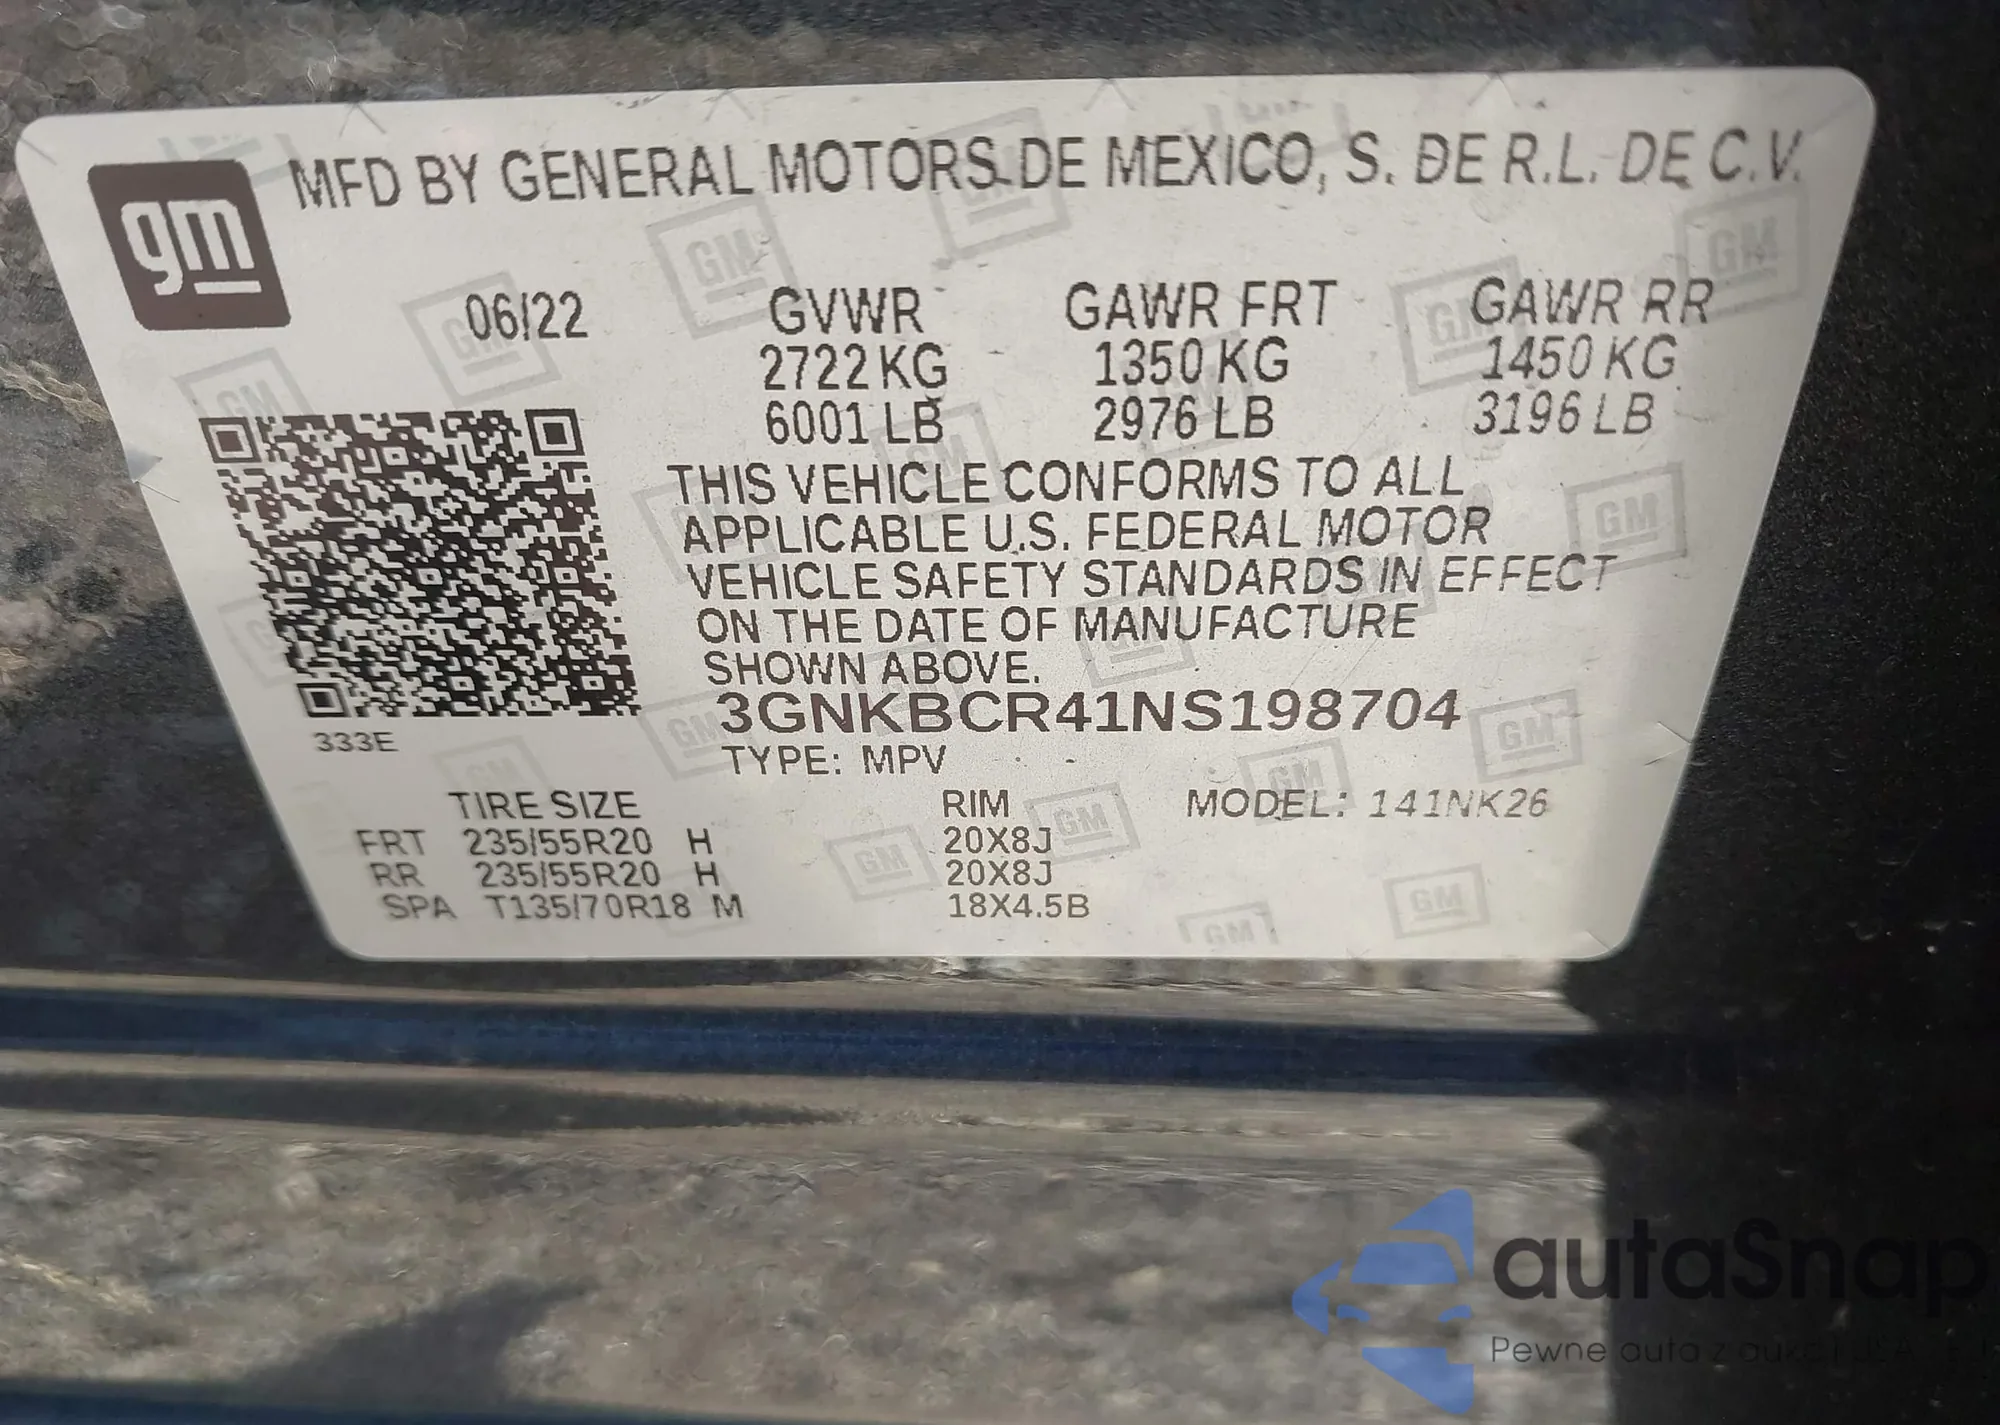 gm
MFD BY GENERAL MOTORS DE MEXICO, S. DE R.L. DE C.V.
06/22 GVWR GAWR FRT GAWR RR
2722 KG 1350 KG 1450 KG
6001 LB 2976 LB 3196 LB
THIS VEHICLE CONFORMS TO ALL
APPLICABLE U.S. FEDERAL MOTOR
VEHICLE SAFETY STANDARDS IN EFFECT
ON THE DATE OF MANUFACTURE
SHOWN ABOVE.
3GNKBCR41NS198704
333E
TYPE: MPV
TIRE SIZE RIM MODEL: 141NK26
FRT 235/55R20 H 20X8J
RR 235/55R20 H 20X8J
SPA T135/70R18 M 18X4.5B
autaSnap
Pewne auta z aukcji